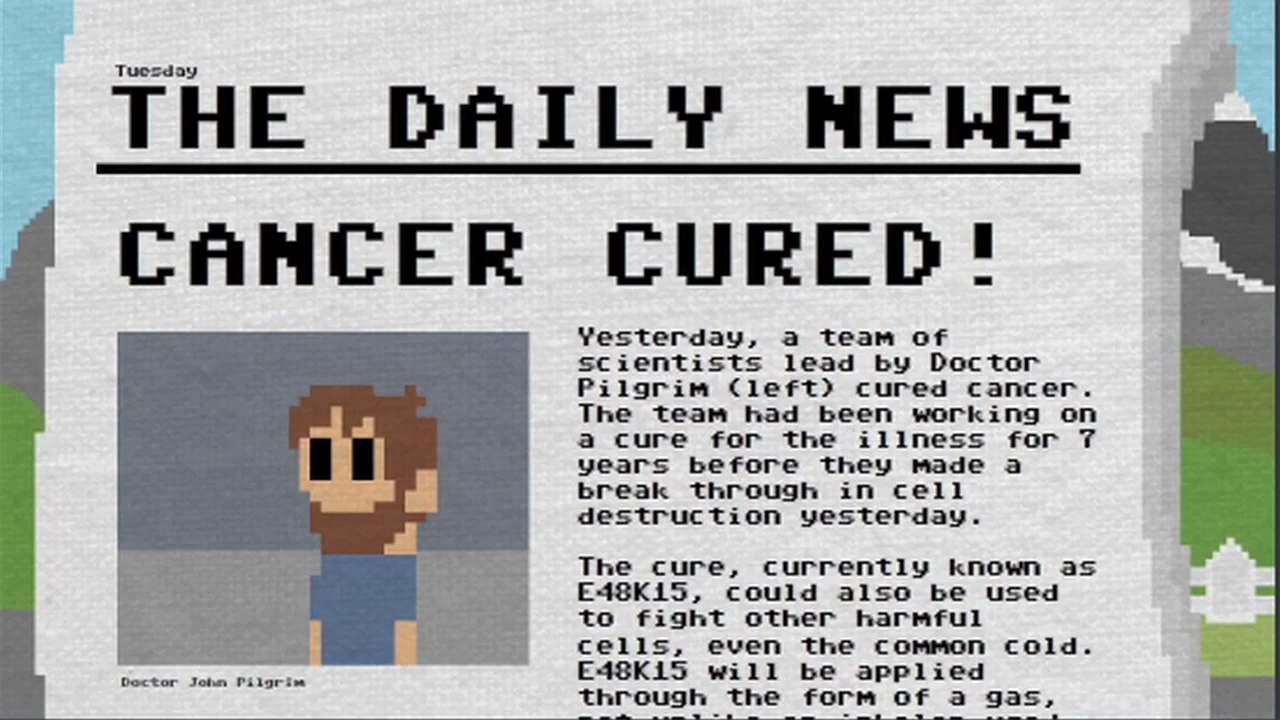 Tuesday
THE DAILY NEWS
CANCER CURED!
Yesterday, a team of
scientists lead by Doctor
Pilgrim (left) cured cancer.
The team had been working on
a cure for the illness for 7
years before they made a
break through in cell
destruction yesterday.
The cure, currently known as
E48K15, could also be used
to fight other harmful
cells, even the common cold.
E48K15 will be applied
through the form of a gas,
Doctor John Pilgrim